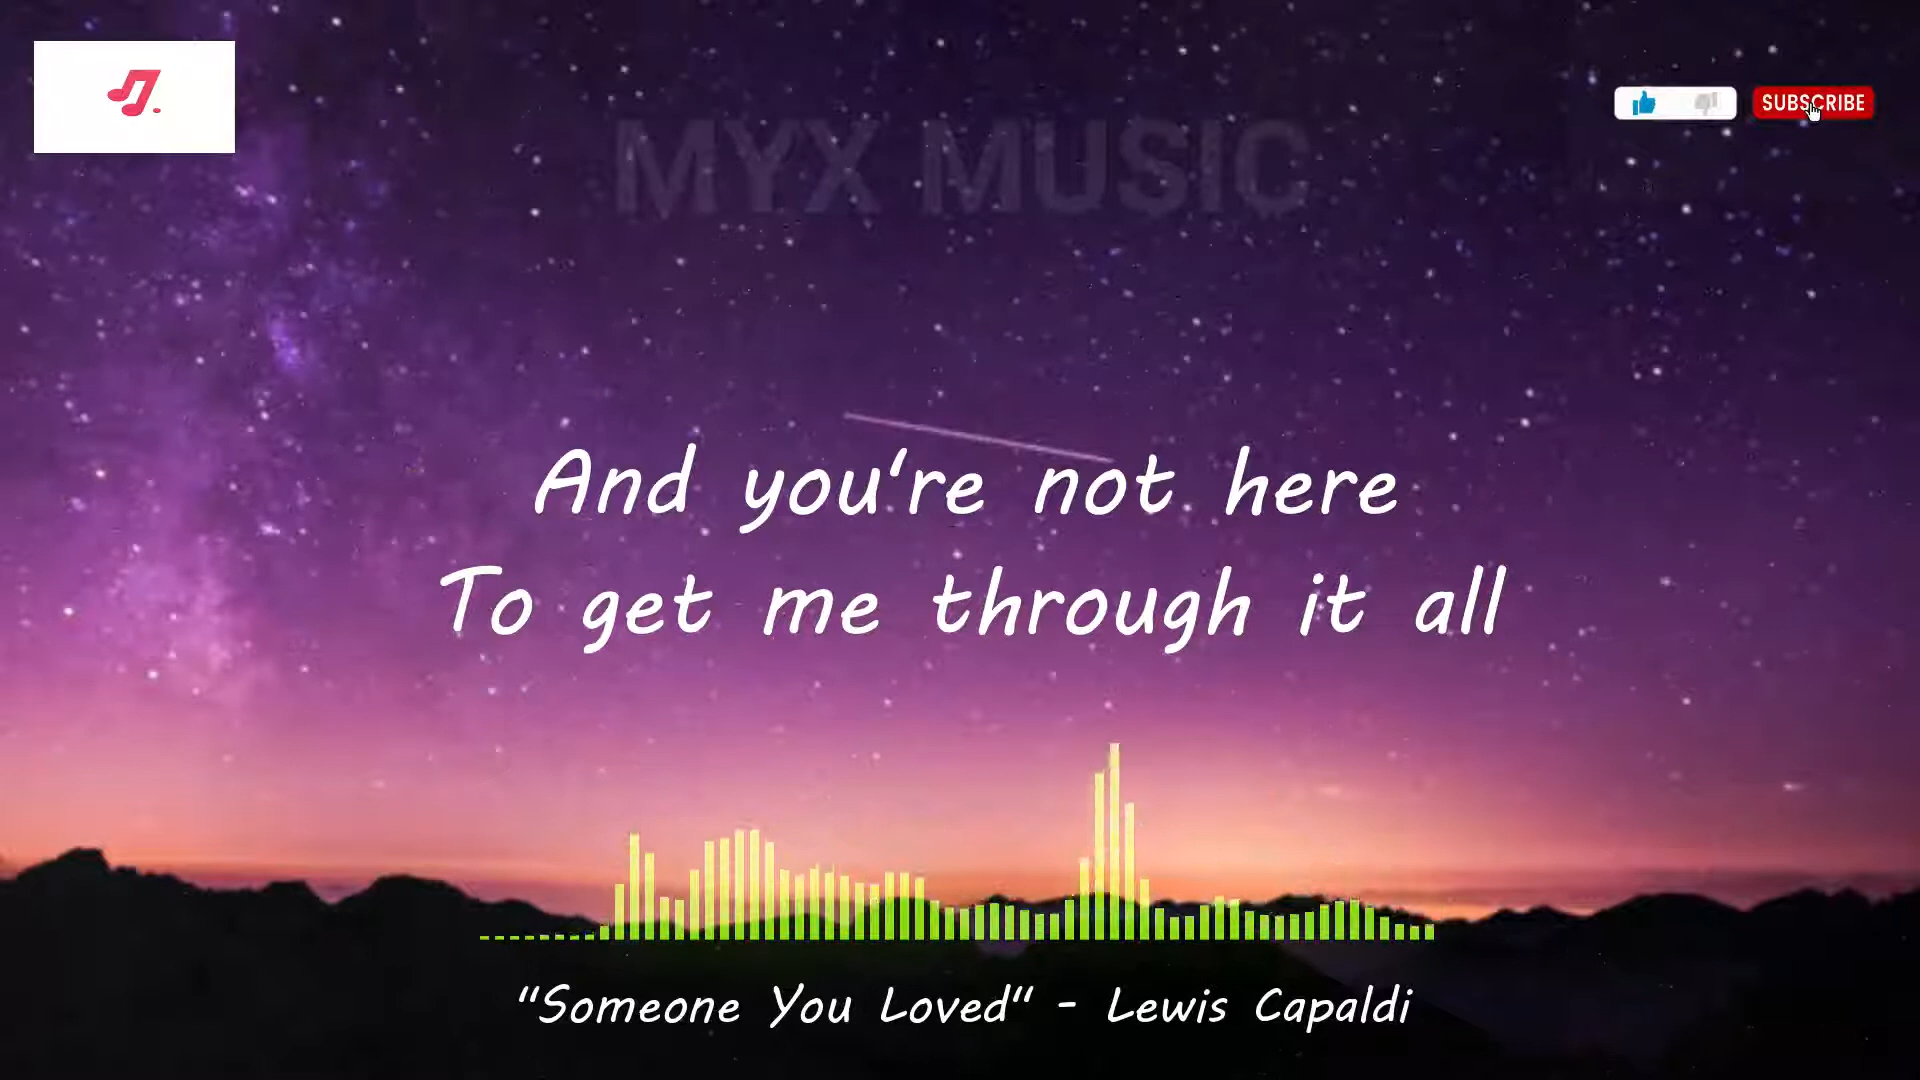 MYX MUSIC
SUBSCRIBE
And you're not here
To get me through it all
"Someone You Loved" - Lewis Capaldi